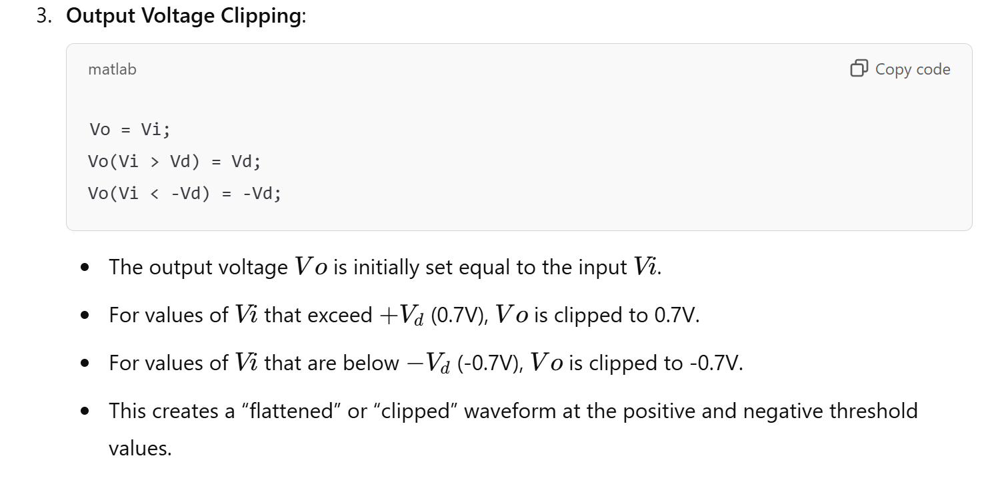 3. Output Voltage Clipping:
matlab
Copy code
Vo = Vi;
Vo(Vi > Vd) = Vd;
Vo(Vi < -Vd) = -Vd;
• The output voltage Vo is initially set equal to the input Vi.
• For values of Vi that exceed +Vd (0.7V), Vo is clipped to 0.7V.
• For values of Vi that are below −Vd (-0.7V), Vo is clipped to -0.7V.
• This creates a “flattened” or “clipped” waveform at the positive and negative threshold
values.